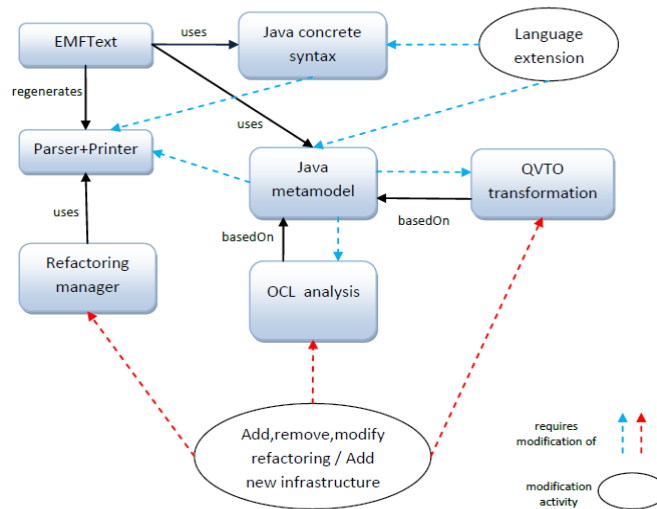 EMFText
uses
Java concrete
syntax
Language
extension
regenerates
uses
Parser+Printer
Java
metamodel
QVTO
transformation
uses
basedOn
basedOn
Refactoring
manager
OCL analysis
Add,remove,modify
refactoring / Add
new infrastructure
requires
modification of
modification
activity